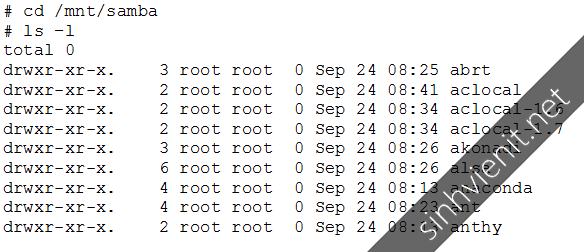 # cd /mnt/samba
# ls -l
total 0
drwxr-xr-x. 3 root root 0 Sep 24 08:25 abrt
drwxr-xr-x. 2 root root 0 Sep 24 08:41 aclocal
drwxr-xr-x. 2 root root 0 Sep 24 08:34 aclocal-1.6
drwxr-xr-x. 2 root root 0 Sep 24 08:34 aclocal-1.7
drwxr-xr-x. 3 root root 0 Sep 24 08:26 akonadi
drwxr-xr-x. 6 root root 0 Sep 24 08:26 alsa
drwxr-xr-x. 4 root root 0 Sep 24 08:13 anaconda
drwxr-xr-x. 4 root root 0 Sep 24 08:23 ant
drwxr-xr-x. 2 root root 0 Sep 24 anthy
sinhvienit.net